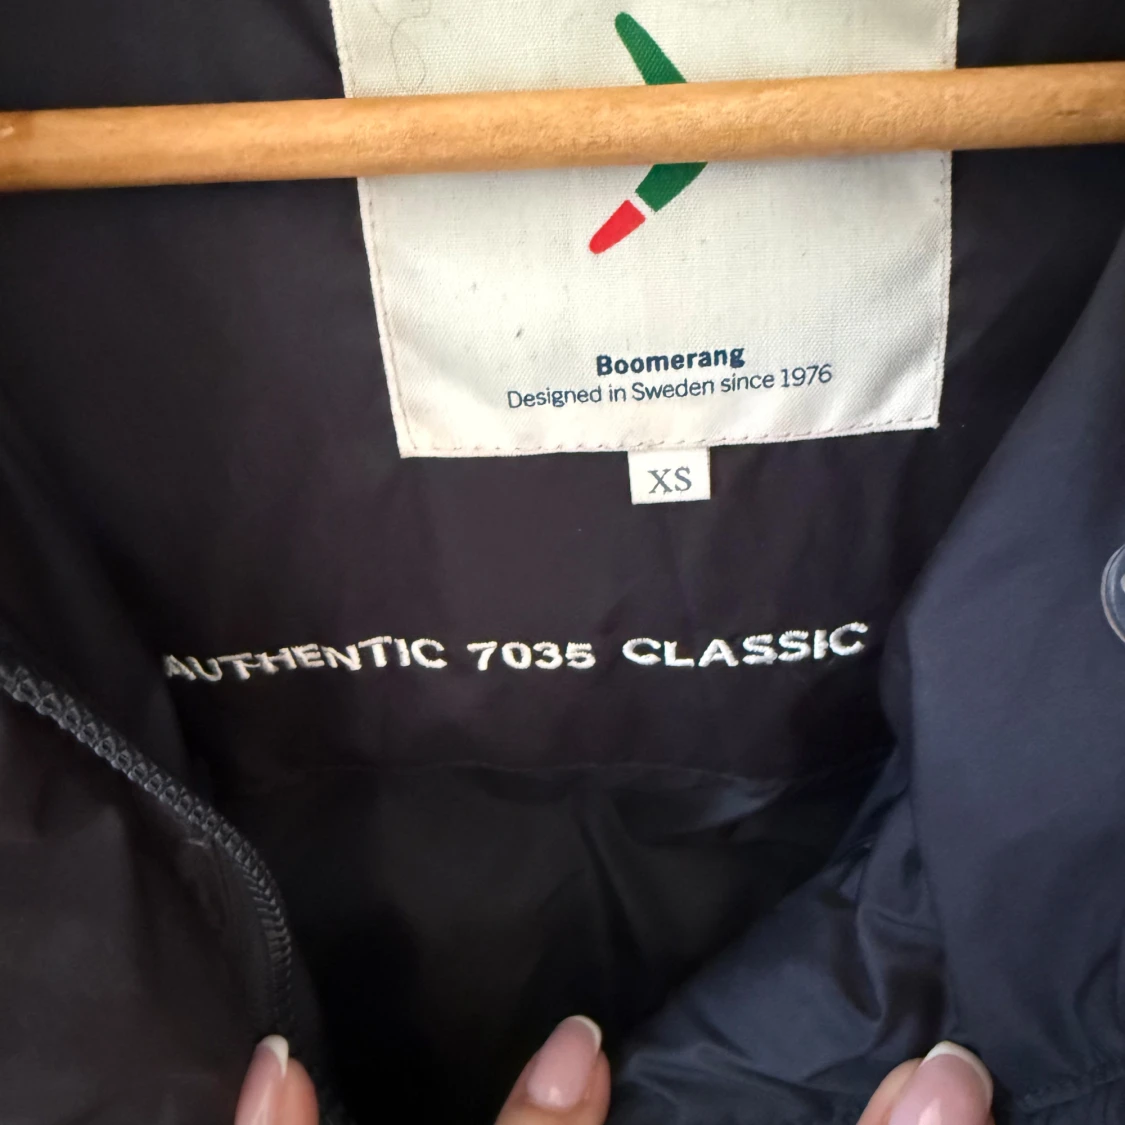 Boomerang
Designed in Sweden since 1976
XS
AUTHENTIC 7035 CLASSIC